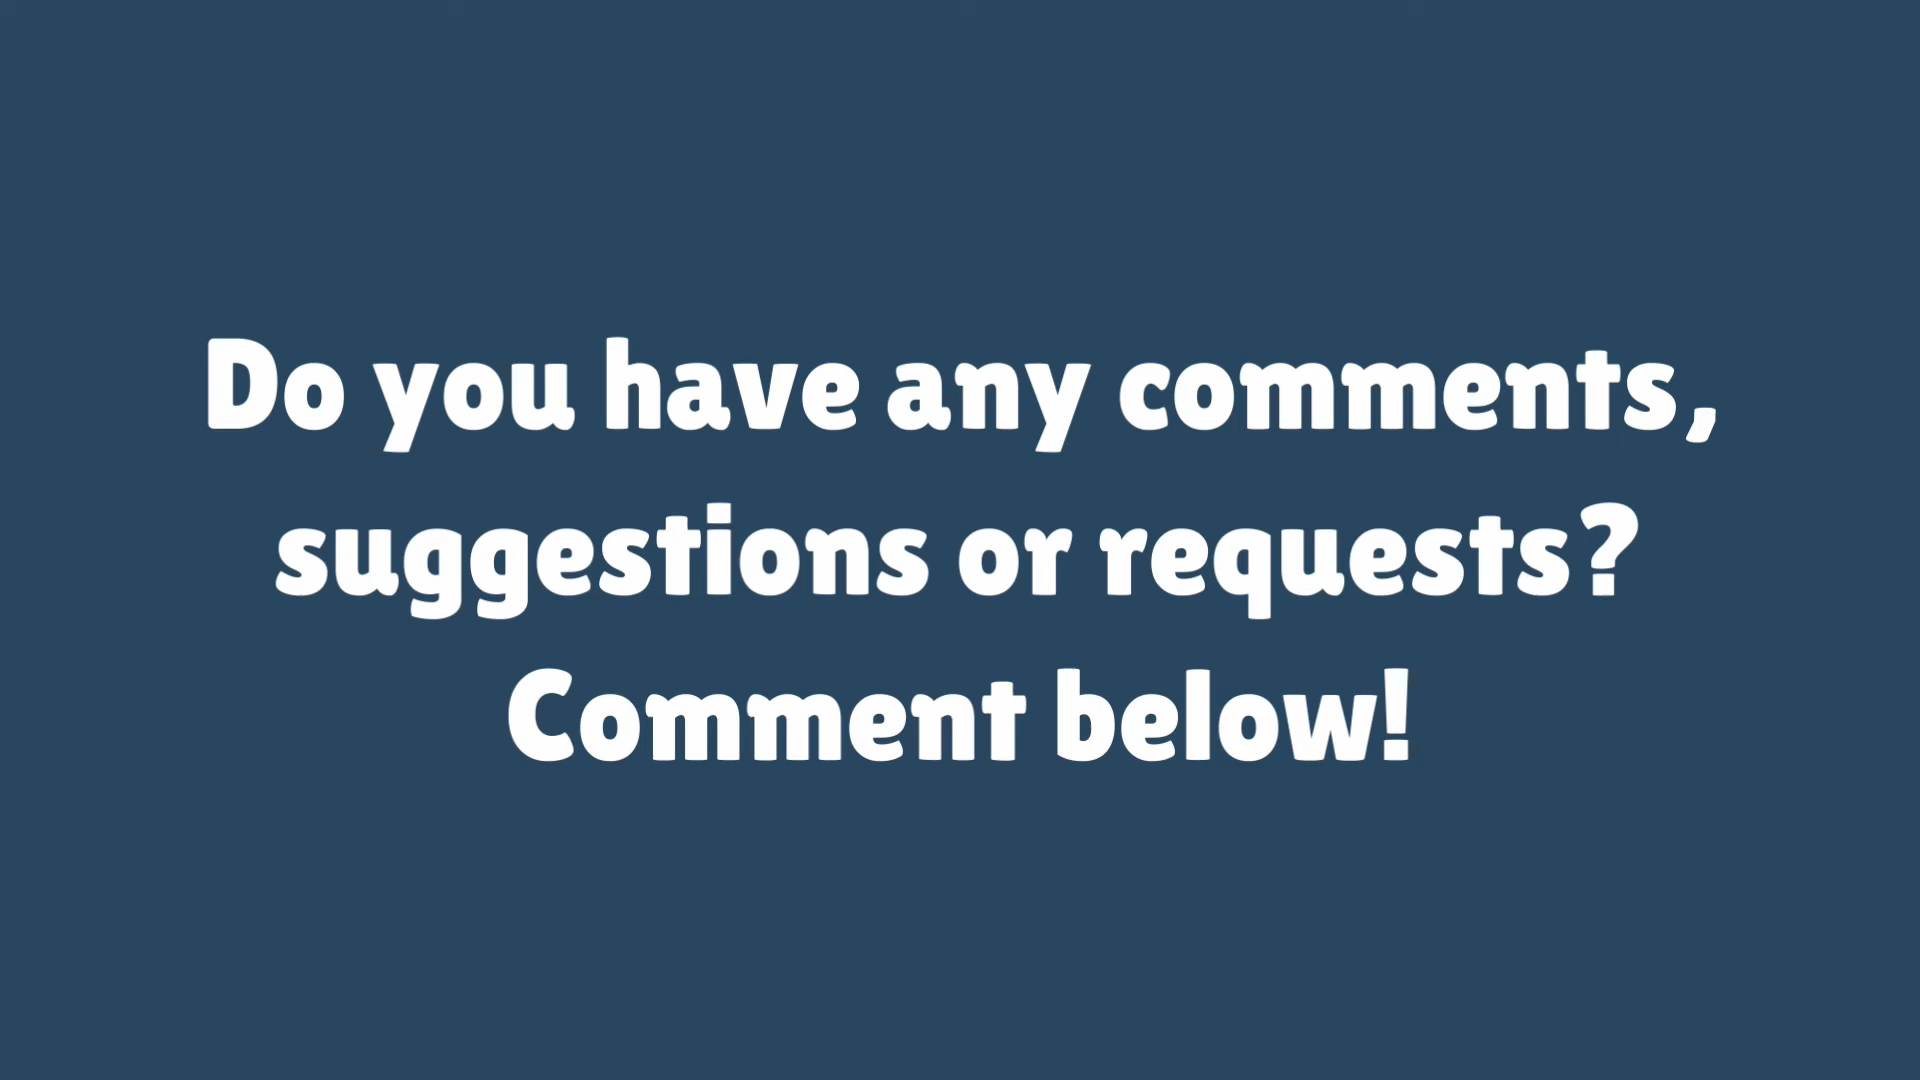 Do you have any comments,
suggestions or requests?
Comment below!